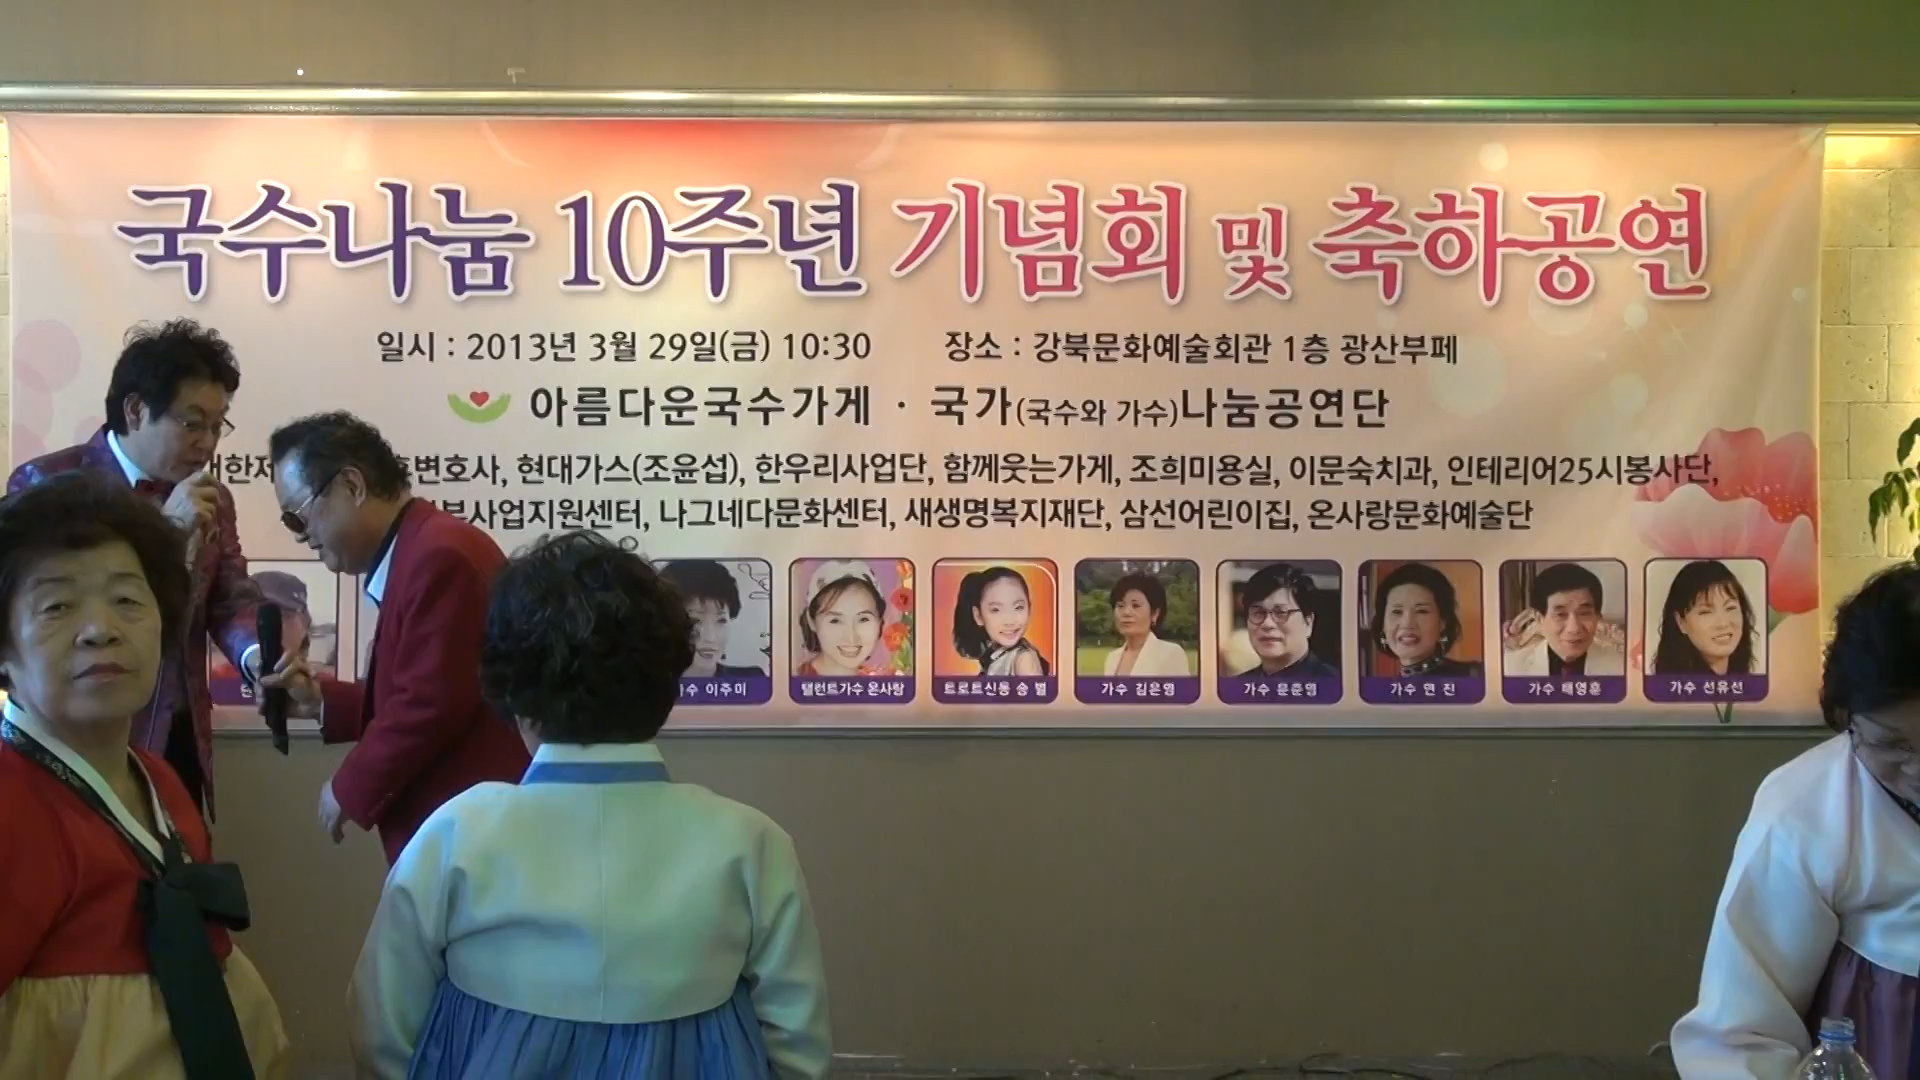 국수나눔 10주년 기념회 및 축하공연
일시 : 2013년 3월 29일(금) 10:30 장소 : 강북문화예술회관 1층 광산부페
아름다운국수가게 · 국가(국수와 가수)나눔공연단
변호사, 현대가스(조윤섭), 한우리사업단, 함께웃는가게, 조희미용실, 이문숙치과, 인테리어25시봉사단,
사업지원센터, 나그네다문화센터, 새생명복지재단, 삼선어린이집, 온사랑문화예술단
가수 이주미 탤런트가수 온사랑 트로트신동 승 별 가수 김은영 가수 문춘영 가수 연 진 가수 태영훈 가수 선유선